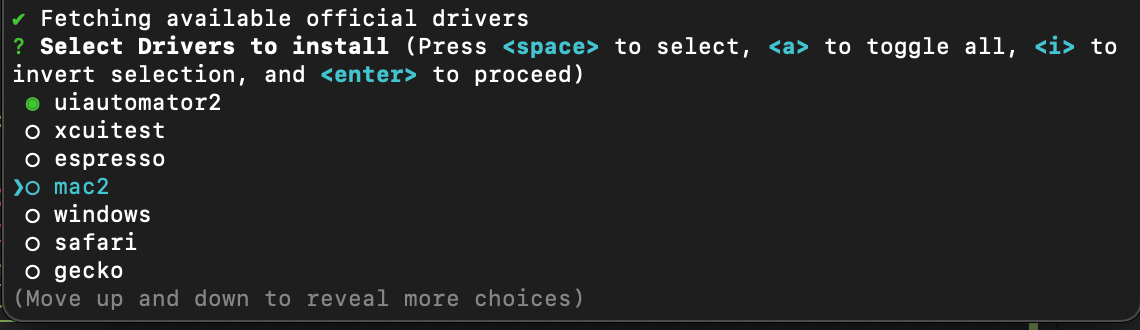 ✔ Fetching available official drivers
? Select Drivers to install (Press <space> to select, <a> to toggle all, <i> to
invert selection, and <enter> to proceed)
◉ uiautomator2
◯ xcuitest
◯ espresso
❯◯ mac2
◯ windows
◯ safari
◯ gecko
(Move up and down to reveal more choices)